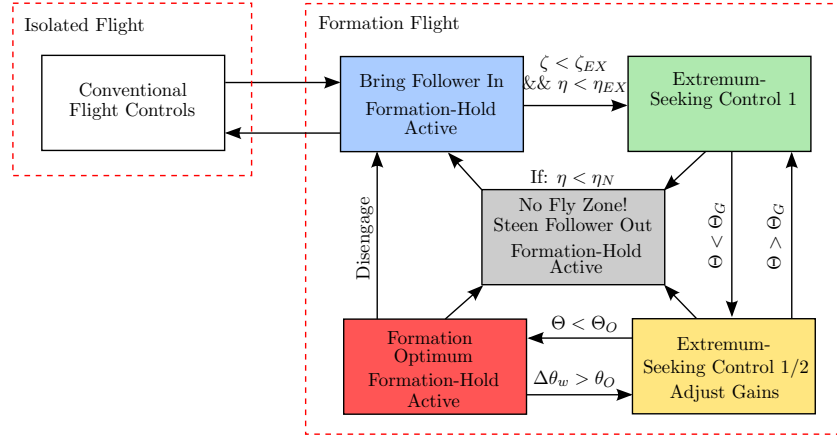 Isolated Flight
Formation Flight
Conventional
Flight Controls
Bring Follower In
Formation-Hold
Active
ζ < ζ_EX
&& η < η_EX
Extremum-
Seeking Control 1
If: η < η_N
No Fly Zone!
Steen Follower Out
Formation-Hold
Active
Disengage
Θ < Θ_G
Θ > Θ_G
Formation
Optimum
Formation-Hold
Active
Θ < Θ_O
Δθ_w > θ_O
Extremum-
Seeking Control 1/2
Adjust Gains